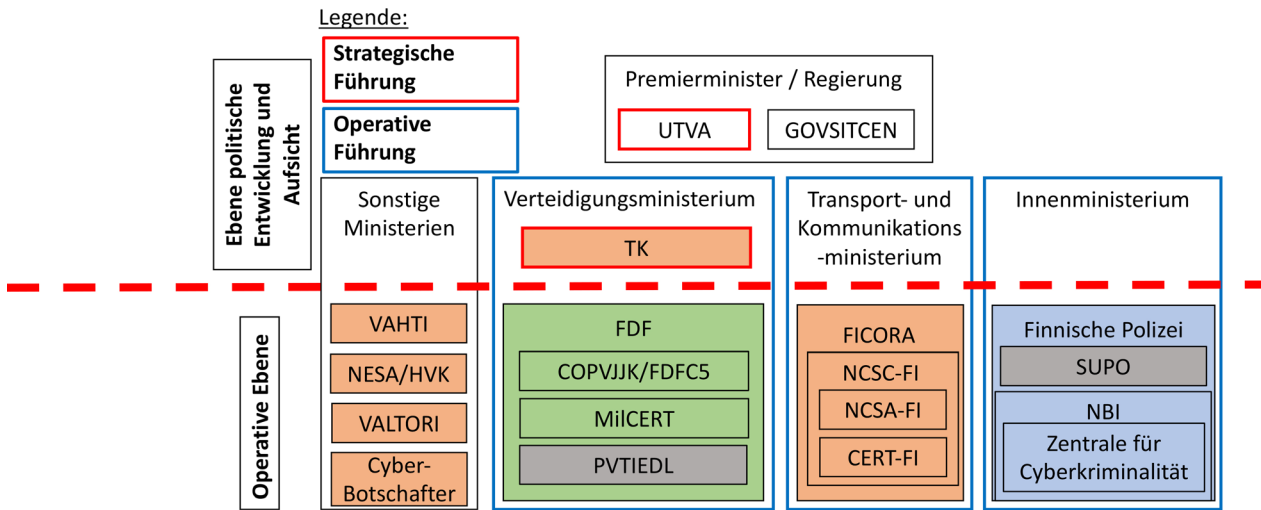 Legende:
Strategische
Führung
Operative
Führung
Ebene politische
Entwicklung und
Aufsicht
Premierminister / Regierung
UTVA
GOVSITCEN
Sonstige
Ministerien
Verteidigungsministerium
TK
Transport- und
Kommunikations
-ministerium
Innenministerium
Operative Ebene
VAHTI
NESA/HVK
VALTORI
Cyber-
Botschafter
FDF
COPVJJK/FDFC5
MilCERT
PVTIEDL
FICORA
NCSC-FI
NCSA-FI
CERT-FI
Finnische Polizei
SUPO
NBI
Zentrale für
Cyberkriminalität